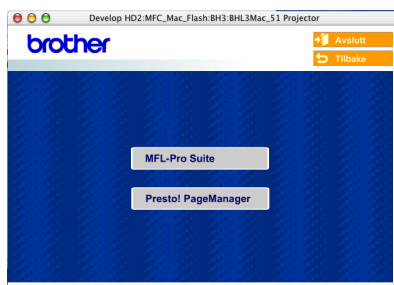 Develop HD2:MFC_Mac_Flash:BH3:BHL3Mac_51 Projector
brother
Avslutt
Tilbake
MFL-Pro Suite
Presto! PageManager